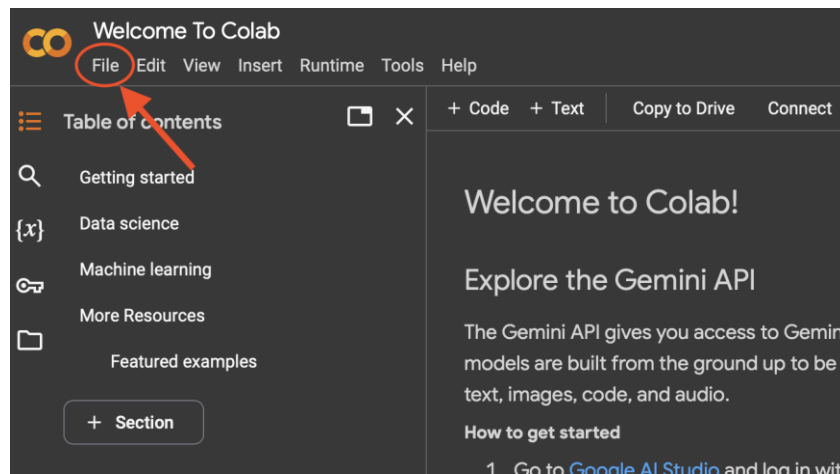 Welcome To Colab
File Edit View Insert Runtime Tools Help
Table of contents
Getting started
Data science
{x}
Machine learning
More Resources
Featured examples
+ Section
+ Code + Text Copy to Drive Connect
Welcome to Colab!
Explore the Gemini API
The Gemini API gives you access to
models are built from the ground up to be
text, images, code, and audio.
How to get started
1. Go to Google AI Studio and log in